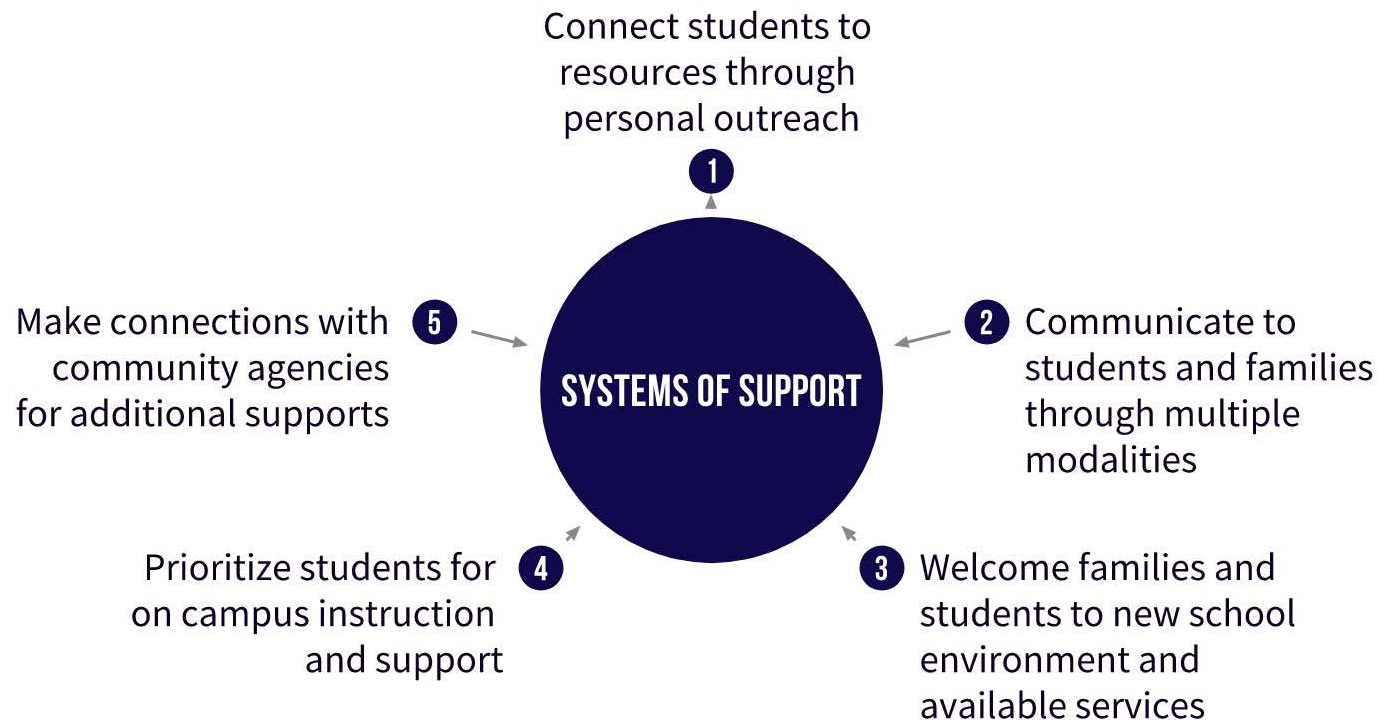 Connect students to
resources through
personal outreach
1
SYSTEMS OF SUPPORT
2
Communicate to
students and families
through multiple
modalities
3
Welcome families and
students to new school
environment and
available services
4
Prioritize students for
on campus instruction
and support
5
Make connections with
community agencies
for additional supports